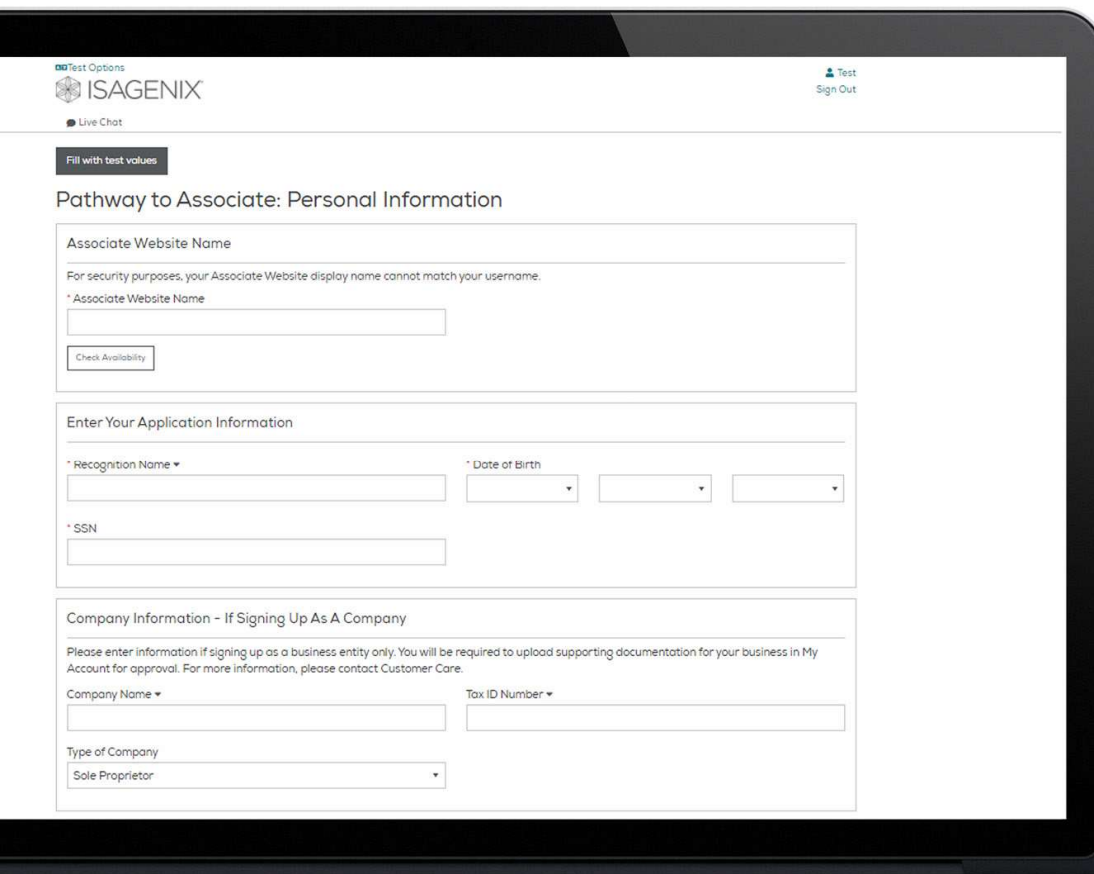 Test Options
ISAGENIX
Test
Sign Out
Live Chat
Fill with test values
Pathway to Associate: Personal Information
Associate Website Name
For security purposes, your Associate Website display name cannot match your username.
* Associate Website Name
Check Availability
Enter Your Application Information
* Recognition Name
* Date of Birth
* SSN
Company Information - If Signing Up As A Company
Please enter information if signing up as a business entity only. You will be required to upload supporting documentation for your business in My
Account for approval. For more information, please contact Customer Care.
Company Name
Tax ID Number
Type of Company
Sole Proprietor